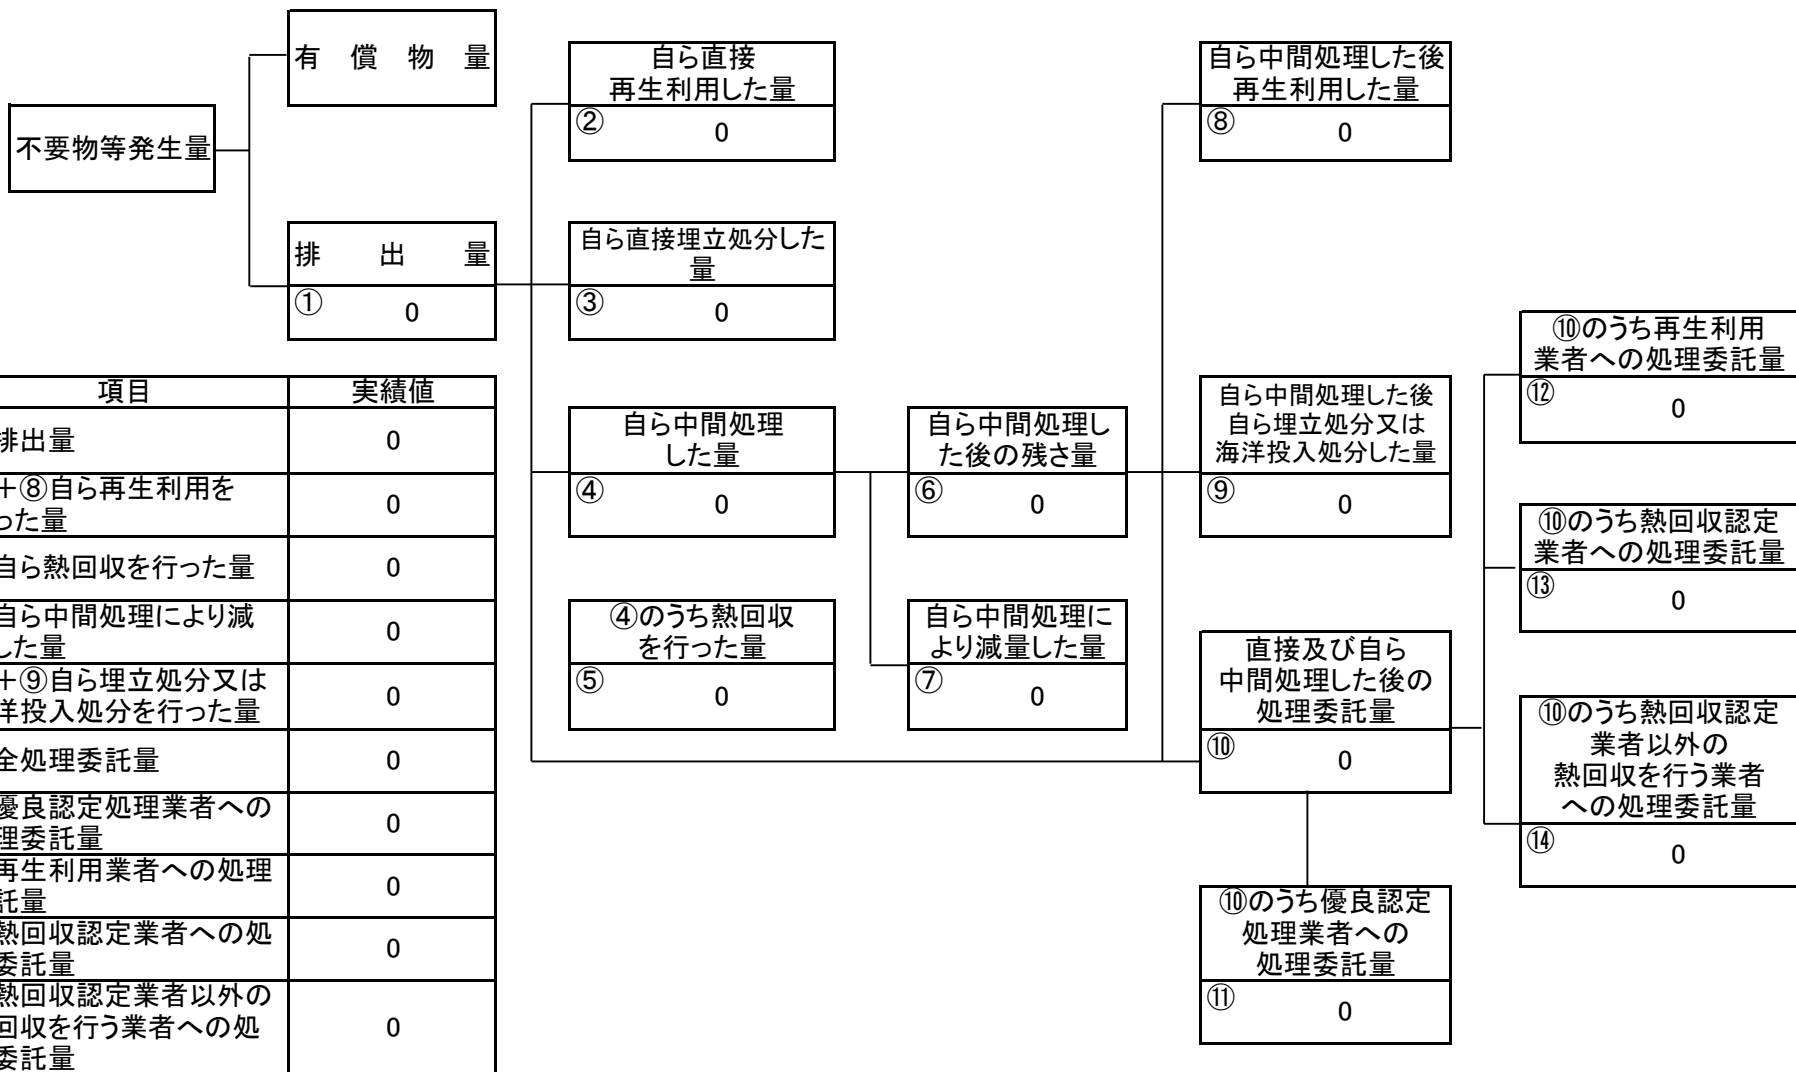 有償物量
不要物等発生量
排出量
①
0
自ら直接
再生利用した量
②
0
自ら直接埋立処分した
量
③
0
自ら中間処理
した量
④
0
④のうち熱回収
を行った量
⑤
0
自ら中間処理し
た後の残さ量
⑥
0
自ら中間処理に
より減量した量
⑦
0
自ら中間処理した後
再生利用した量
⑧
0
自ら中間処理した後
自ら埋立処分又は
海洋投入処分した量
⑨
0
直接及び自ら
中間処理した後の
処理委託量
⑩
0
⑩のうち優良認定
処理業者への
処理委託量
⑪
0
⑩のうち再生利用
業者への処理委託量
⑫
0
⑩のうち熱回収認定
業者への処理委託量
⑬
0
⑩のうち熱回収認定
業者以外の
熱回収を行う業者
への処理委託量
⑭
0
項目 実績値
排出量 0
+⑧自ら再生利用を
った量
0
自ら熱回収を行った量 0
自ら中間処理により減
した量
0
+⑨自ら埋立処分又は
洋投入処分を行った量
0
全処理委託量 0
優良認定処理業者への
理委託量
0
再生利用業者への処理
託量
0
熱回収認定業者への処
委託量
0
熱回収認定業者以外の
回収を行う業者への処
委託量
0